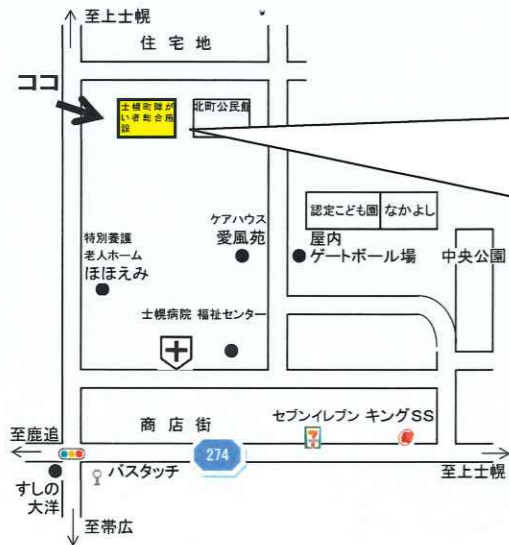 至上士幌
住宅地
ココ
士幌町障が
い者総合施
設
北町公民館
認定こども園 なかよし
ケアハウス
愛風苑
屋内
ゲートボール場
中央公園
特別養護
老人ホーム
ほほえみ
士幌病院 福祉センター
セブンイレブン キングSS
商店街
至鹿追
274
バスタッチ
至上士幌
すしの
大洋
至帯広